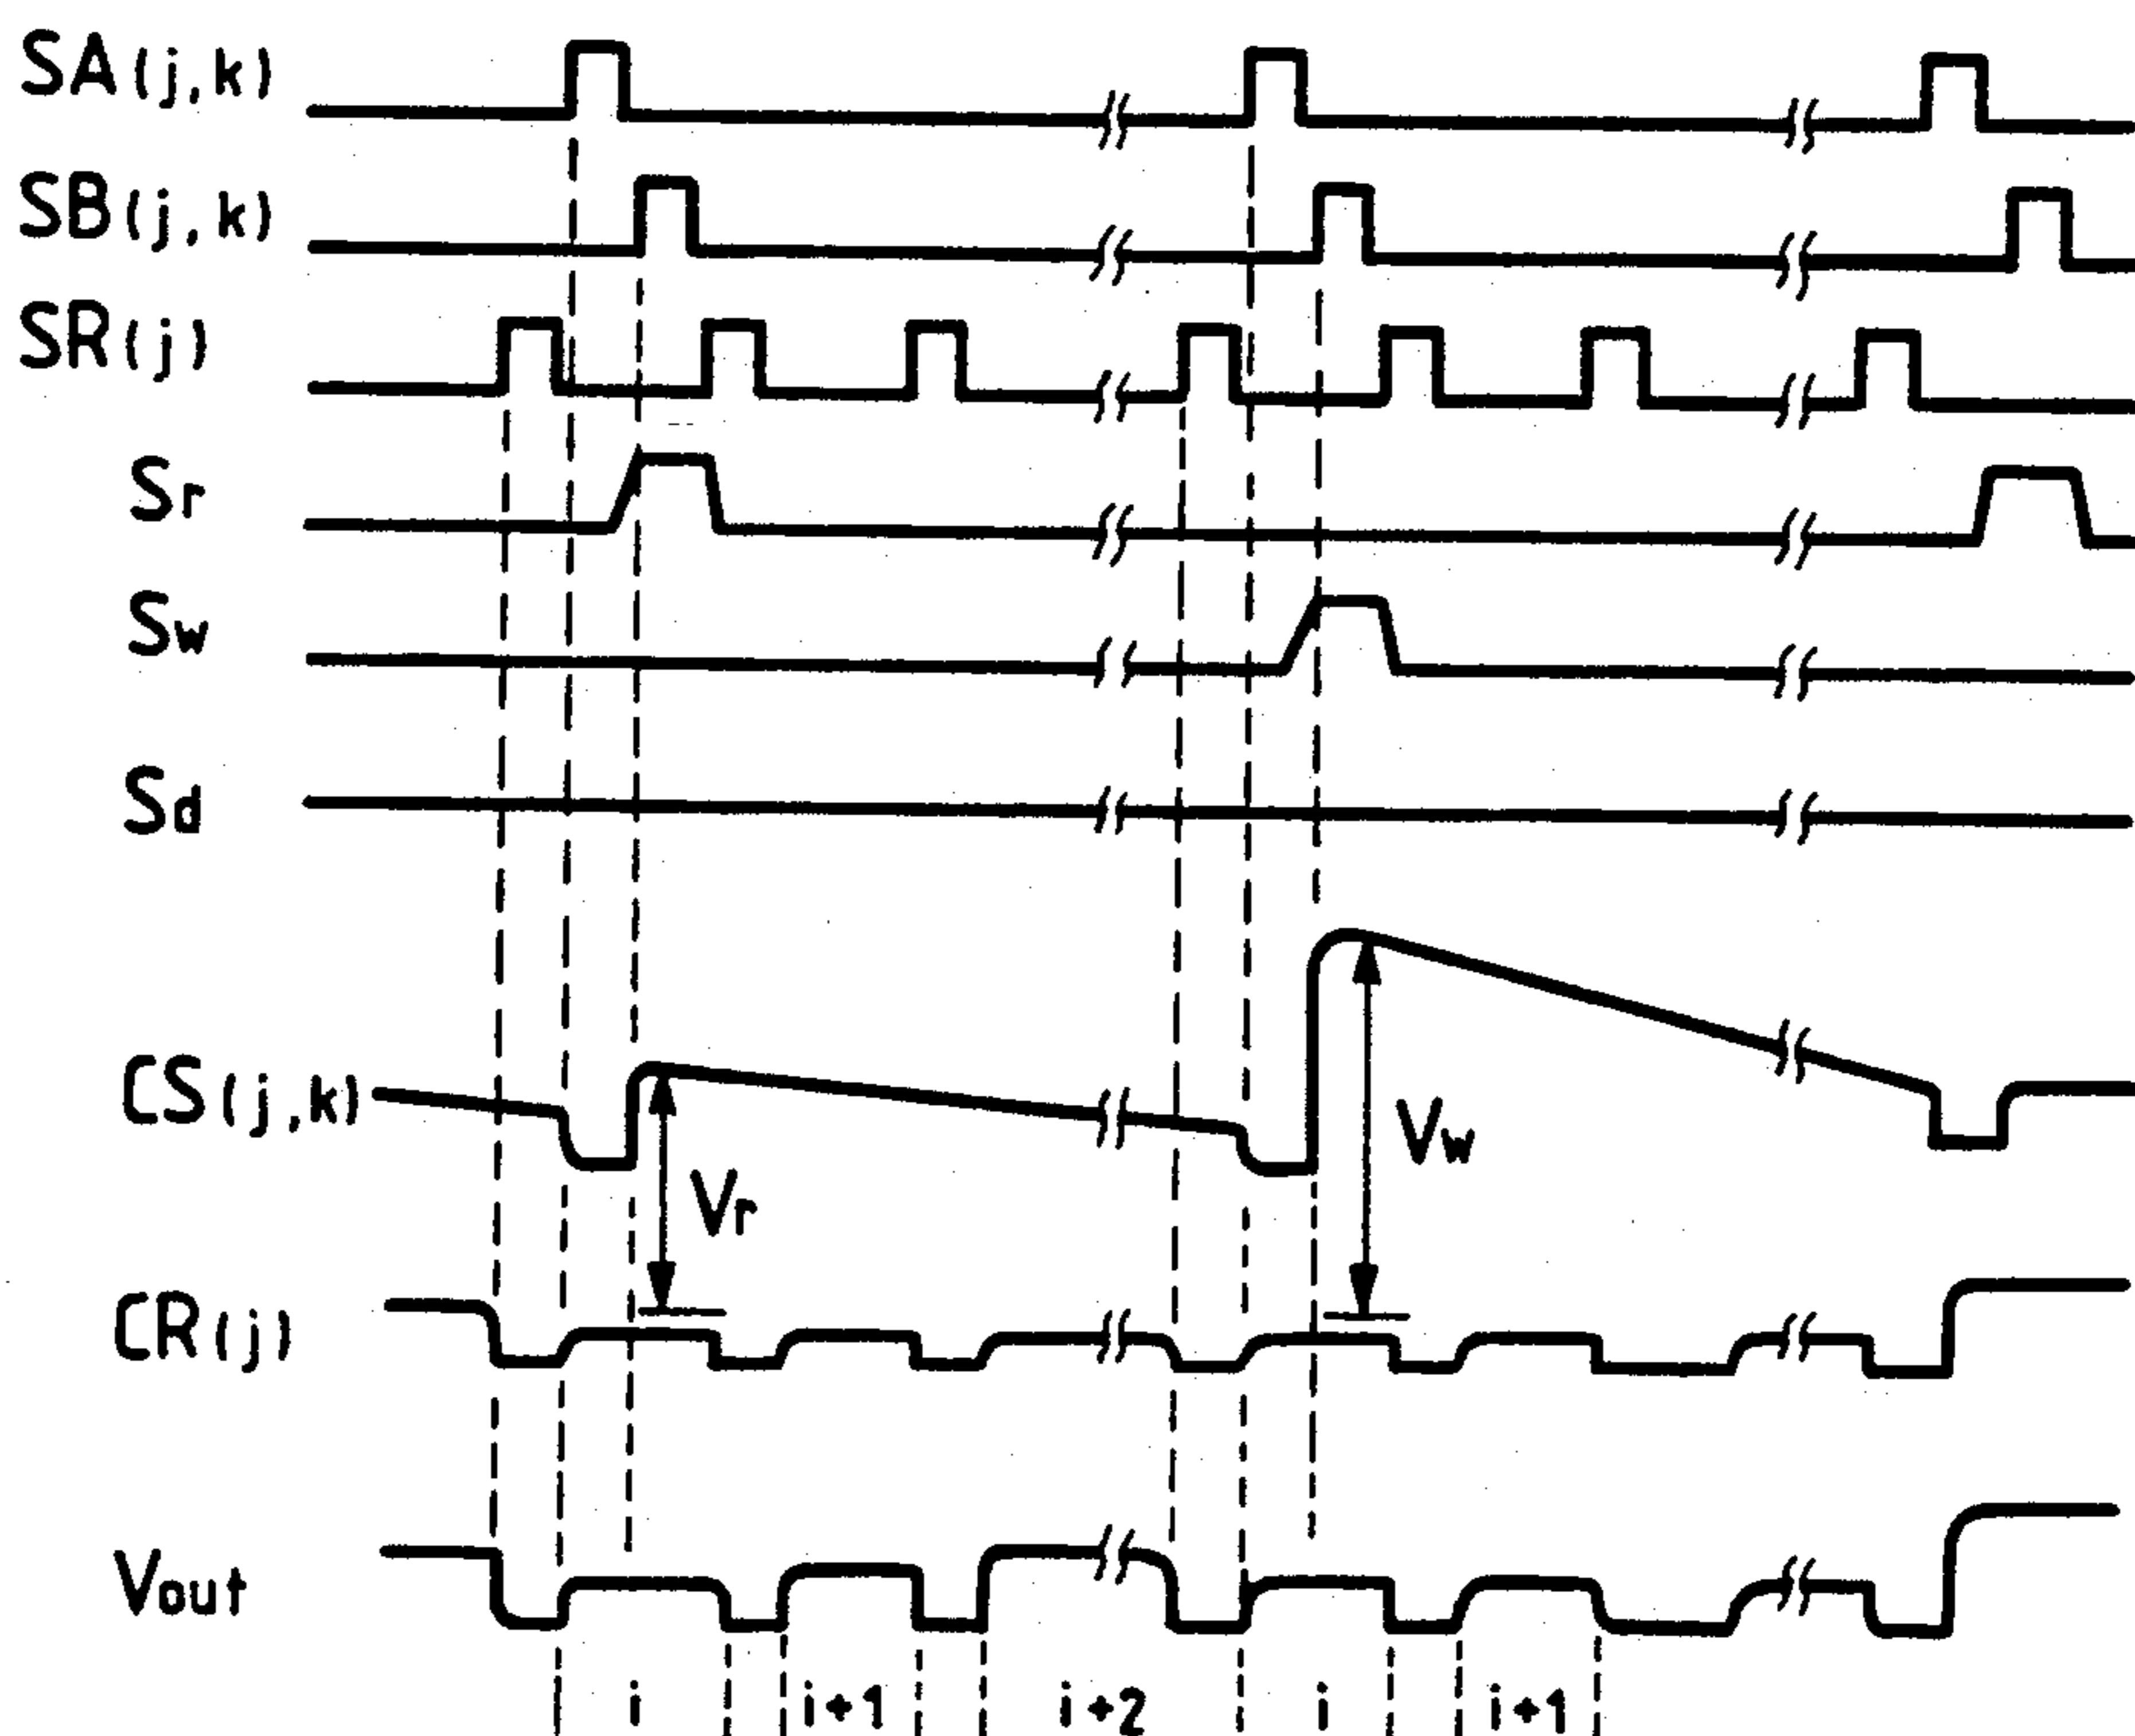 SA(j,k)
SB(j,k)
SR(j)
Sr
Sw
Sd
CS(j,k)
Vr
Vw
CR(j)
Vout
i i+1 i+2 i i+1